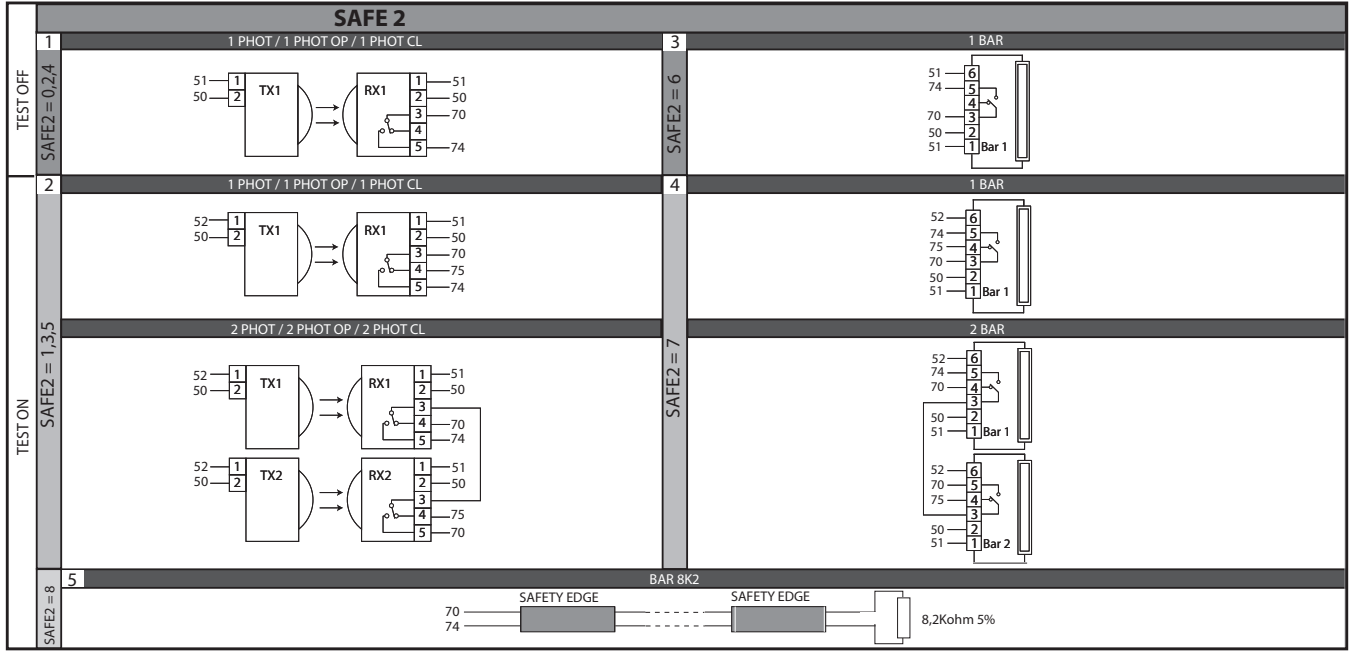 SAFE 2
TEST OFF
SAFE2 = 0,2,4
1
1 PHOT / 1 PHOT OP / 1 PHOT CL
51 1
50 2
TX1
RX1
1 51
2 50
3 70
4
5 74
3
SAFE2 = 6
1 BAR
51 6
74 5
4
70 3
50 2
51 1 Bar 1
TEST ON
SAFE2 = 1,3,5
2
1 PHOT / 1 PHOT OP / 1 PHOT CL
52 1
50 2
TX1
RX1
1 51
2 50
3 70
4 75
5 74
2 PHOT / 2 PHOT OP / 2 PHOT CL
52 1
50 2
TX1
RX1
1 51
2 50
3
4 70
5 74
52 1
50 2
TX2
RX2
1 51
2 50
3
4 75
5 70
4
SAFE2 = 7
1 BAR
52 6
74 5
75 4
70 3
50 2
51 1 Bar 1
2 BAR
52 6
74 5
70 4
3
50 2
51 1 Bar 1
52 6
70 5
75 4
3
50 2
51 1 Bar 2
SAFE2 = 8
5
BAR 8K2
70
74
SAFETY EDGE
SAFETY EDGE
8,2Kohm 5%